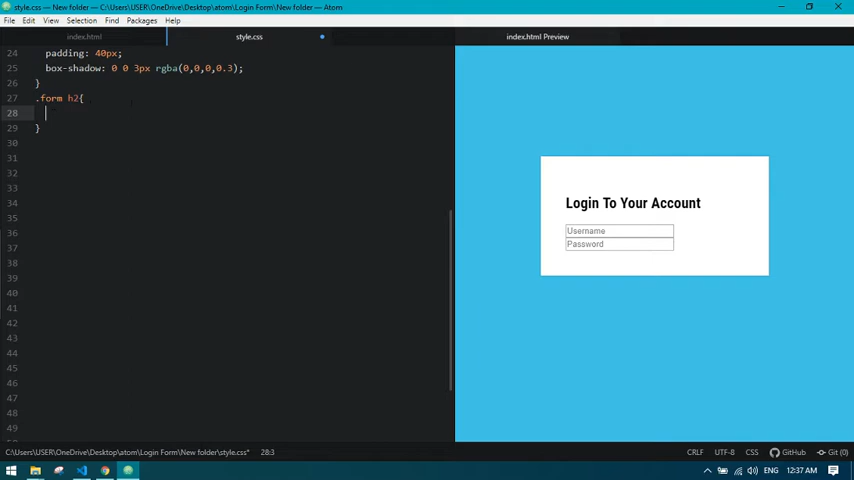 style.css — C:\Users\USER\OneDrive\Desktop\atom\Login Form\New folder — Atom
File Edit View Selection Find Packages Help
index.html style.css index.html Preview
24 padding: 40px;
25 box-shadow: 0 0 3px rgba(0,0,0,0.3);
26 }
27 .form h2{
28
29 }
30
31
32
33
34
35
36
37
38
39
40
41
42
43
44
45
46
47
48
49
Login To Your Account
Username
Password
C:\Users\USER\OneDrive\Desktop\atom\Login Form\New folder\style.css* 28:3 CRLF UTF-8 CSS GitHub Git (0)
ENG 12:37 AM